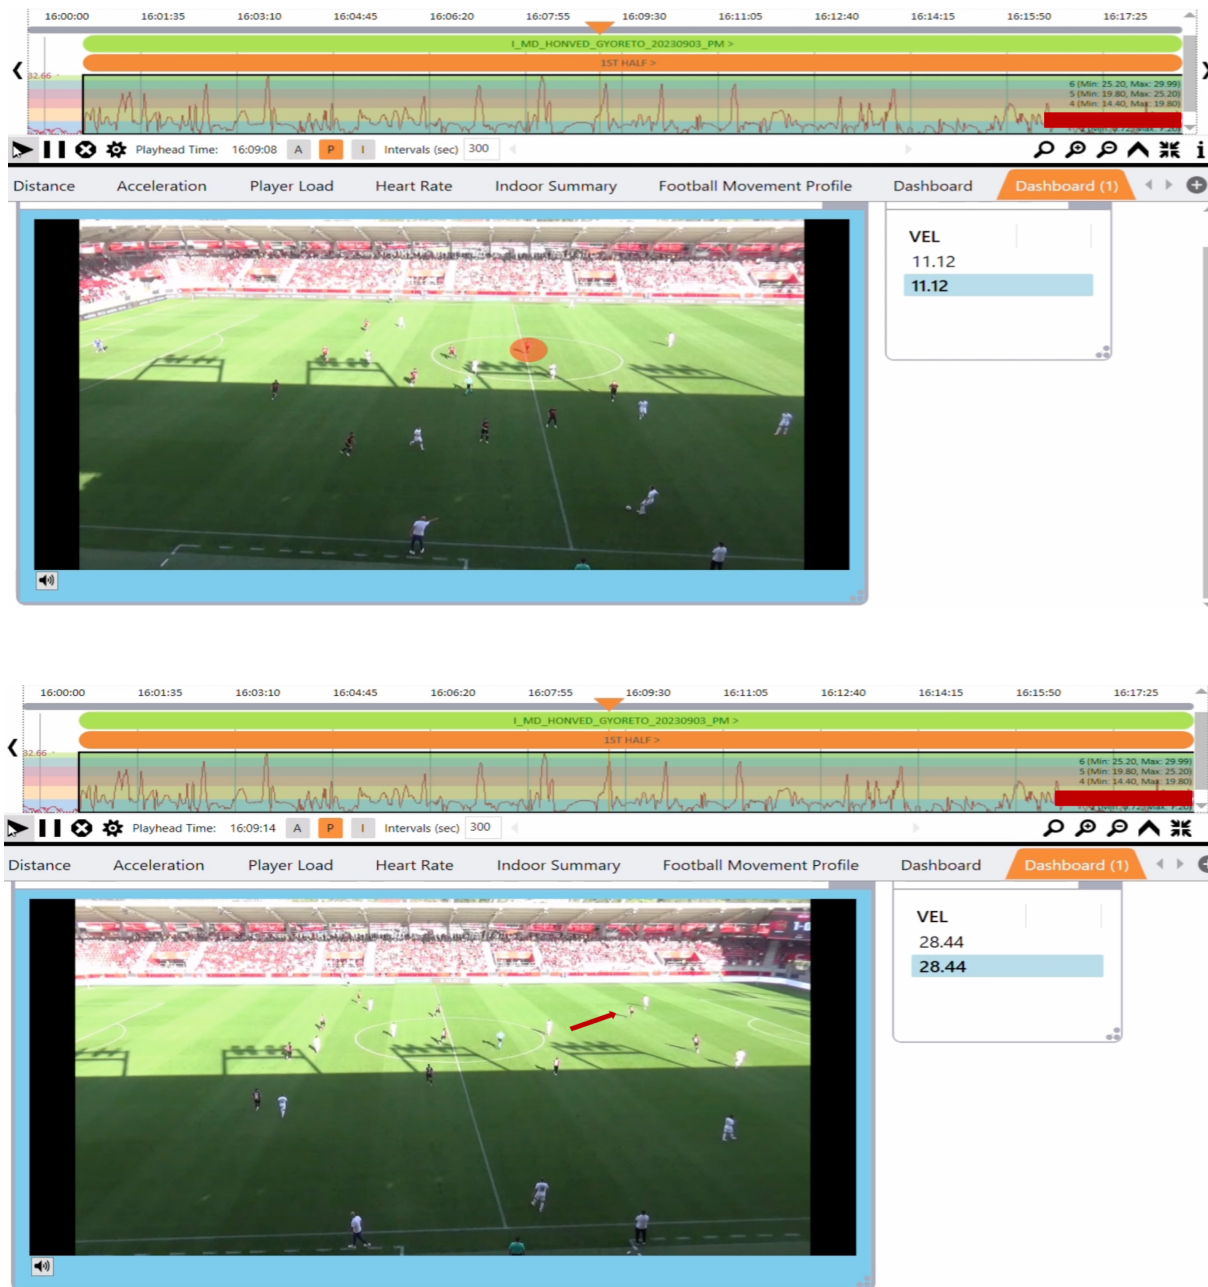 16:00:00 16:01:35 16:03:10 16:04:45 16:06:20 16:07:55 16:09:30 16:11:05 16:12:40 16:14:15 16:15:50 16:17:25
I_MD_HONVED_GYORETO_20230903_PM >
1ST HALF >
32.66
6 (Min: 25.20, Max: 29.99)
5 (Min: 19.80, Max: 25.20)
4 (Min: 14.40, Max: 19.80)
Playhead Time: 16:09:08 A P I Intervals (sec) 300
Distance Acceleration Player Load Heart Rate Indoor Summary Football Movement Profile Dashboard Dashboard (1)
VEL
11.12
11.12
16:00:00 16:01:35 16:03:10 16:04:45 16:06:20 16:07:55 16:09:30 16:11:05 16:12:40 16:14:15 16:15:50 16:17:25
I_MD_HONVED_GYORETO_20230903_PM >
1ST HALF >
32.66
6 (Min: 25.20, Max: 29.99)
5 (Min: 19.80, Max: 25.20)
4 (Min: 14.40, Max: 19.80)
Playhead Time: 16:09:14 A P I Intervals (sec) 300
Distance Acceleration Player Load Heart Rate Indoor Summary Football Movement Profile Dashboard Dashboard (1)
VEL
28.44
28.44